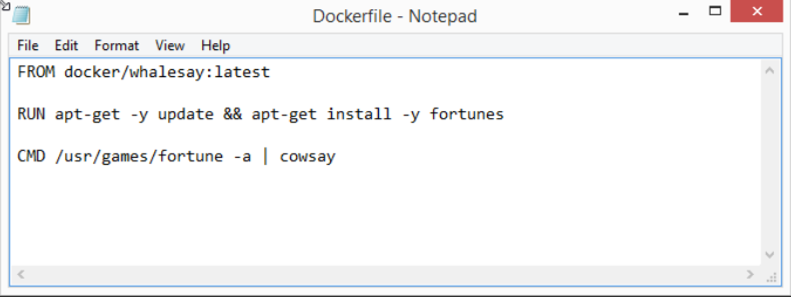 Dockerfile - Notepad
File Edit Format View Help
FROM docker/whalesay:latest
RUN apt-get -y update && apt-get install -y fortunes
CMD /usr/games/fortune -a | cowsay